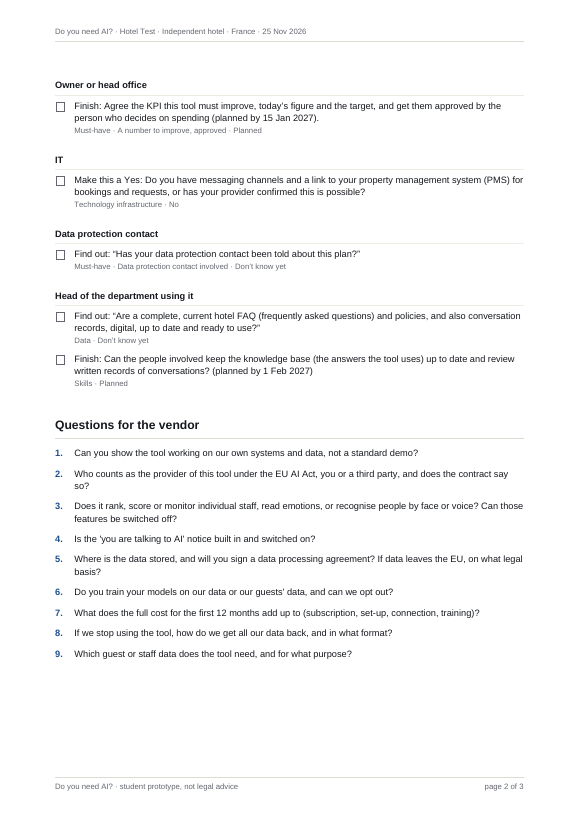 Do you need AI? · Hotel Test · Independent hotel · France · 25 Nov 2026
Owner or head office
Finish: Agree the KPI this tool must improve, today's figure and the target, and get them approved by the
person who decides on spending (planned by 15 Jan 2027).
Must-have · A number to improve, approved · Planned
IT
Make this a Yes: Do you have messaging channels and a link to your property management system (PMS) for
bookings and requests, or has your provider confirmed this is possible?
Technology infrastructure · No
Data protection contact
Find out: “Has your data protection contact been told about this plan?”
Must-have · Data protection contact involved · Don't know yet
Head of the department using it
Find out: “Are a complete, current hotel FAQ (frequently asked questions) and policies, and also conversation
records, digital, up to date and ready to use?”
Data · Don't know yet
Finish: Can the people involved keep the knowledge base (the answers the tool uses) up to date and review
written records of conversations? (planned by 1 Feb 2027)
Skills · Planned
Questions for the vendor
1. Can you show the tool working on our own systems and data, not a standard demo?
2. Who counts as the provider of this tool under the EU AI Act, you or a third party, and does the contract say
so?
3. Does it rank, score or monitor individual staff, read emotions, or recognise people by face or voice? Can those
features be switched off?
4. Is the 'you are talking to AI' notice built in and switched on?
5. Where is the data stored, and will you sign a data processing agreement? If data leaves the EU, on what legal
basis?
6. Do you train your models on our data or our guests' data, and can we opt out?
7. What does the full cost for the first 12 months add up to (subscription, set-up, connection, training)?
8. If we stop using the tool, how do we get all our data back, and in what format?
9. Which guest or staff data does the tool need, and for what purpose?
Do you need AI? · student prototype, not legal advice
page 2 of 3